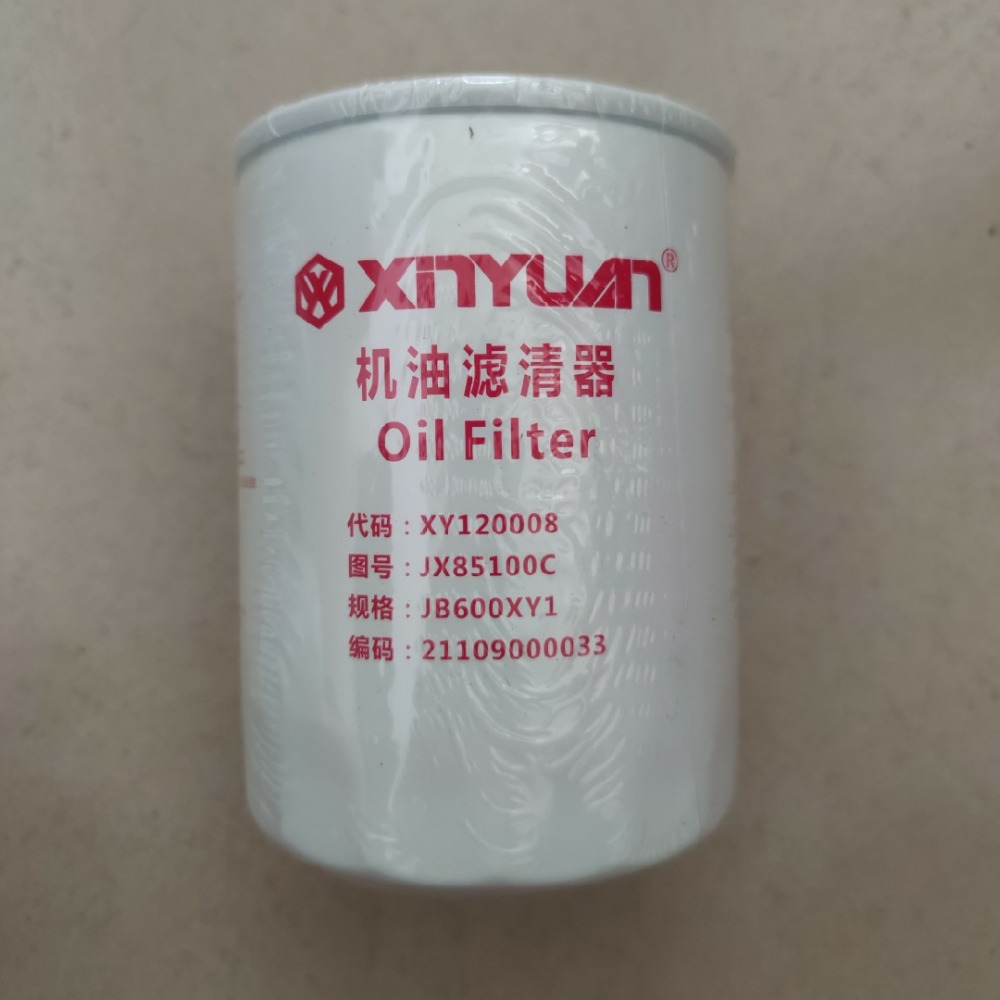 XINYUAN®
机油滤清器
Oil Filter
代码：XY120008
图号：JX85100C
规格：JB600XY1
编码：21109000033